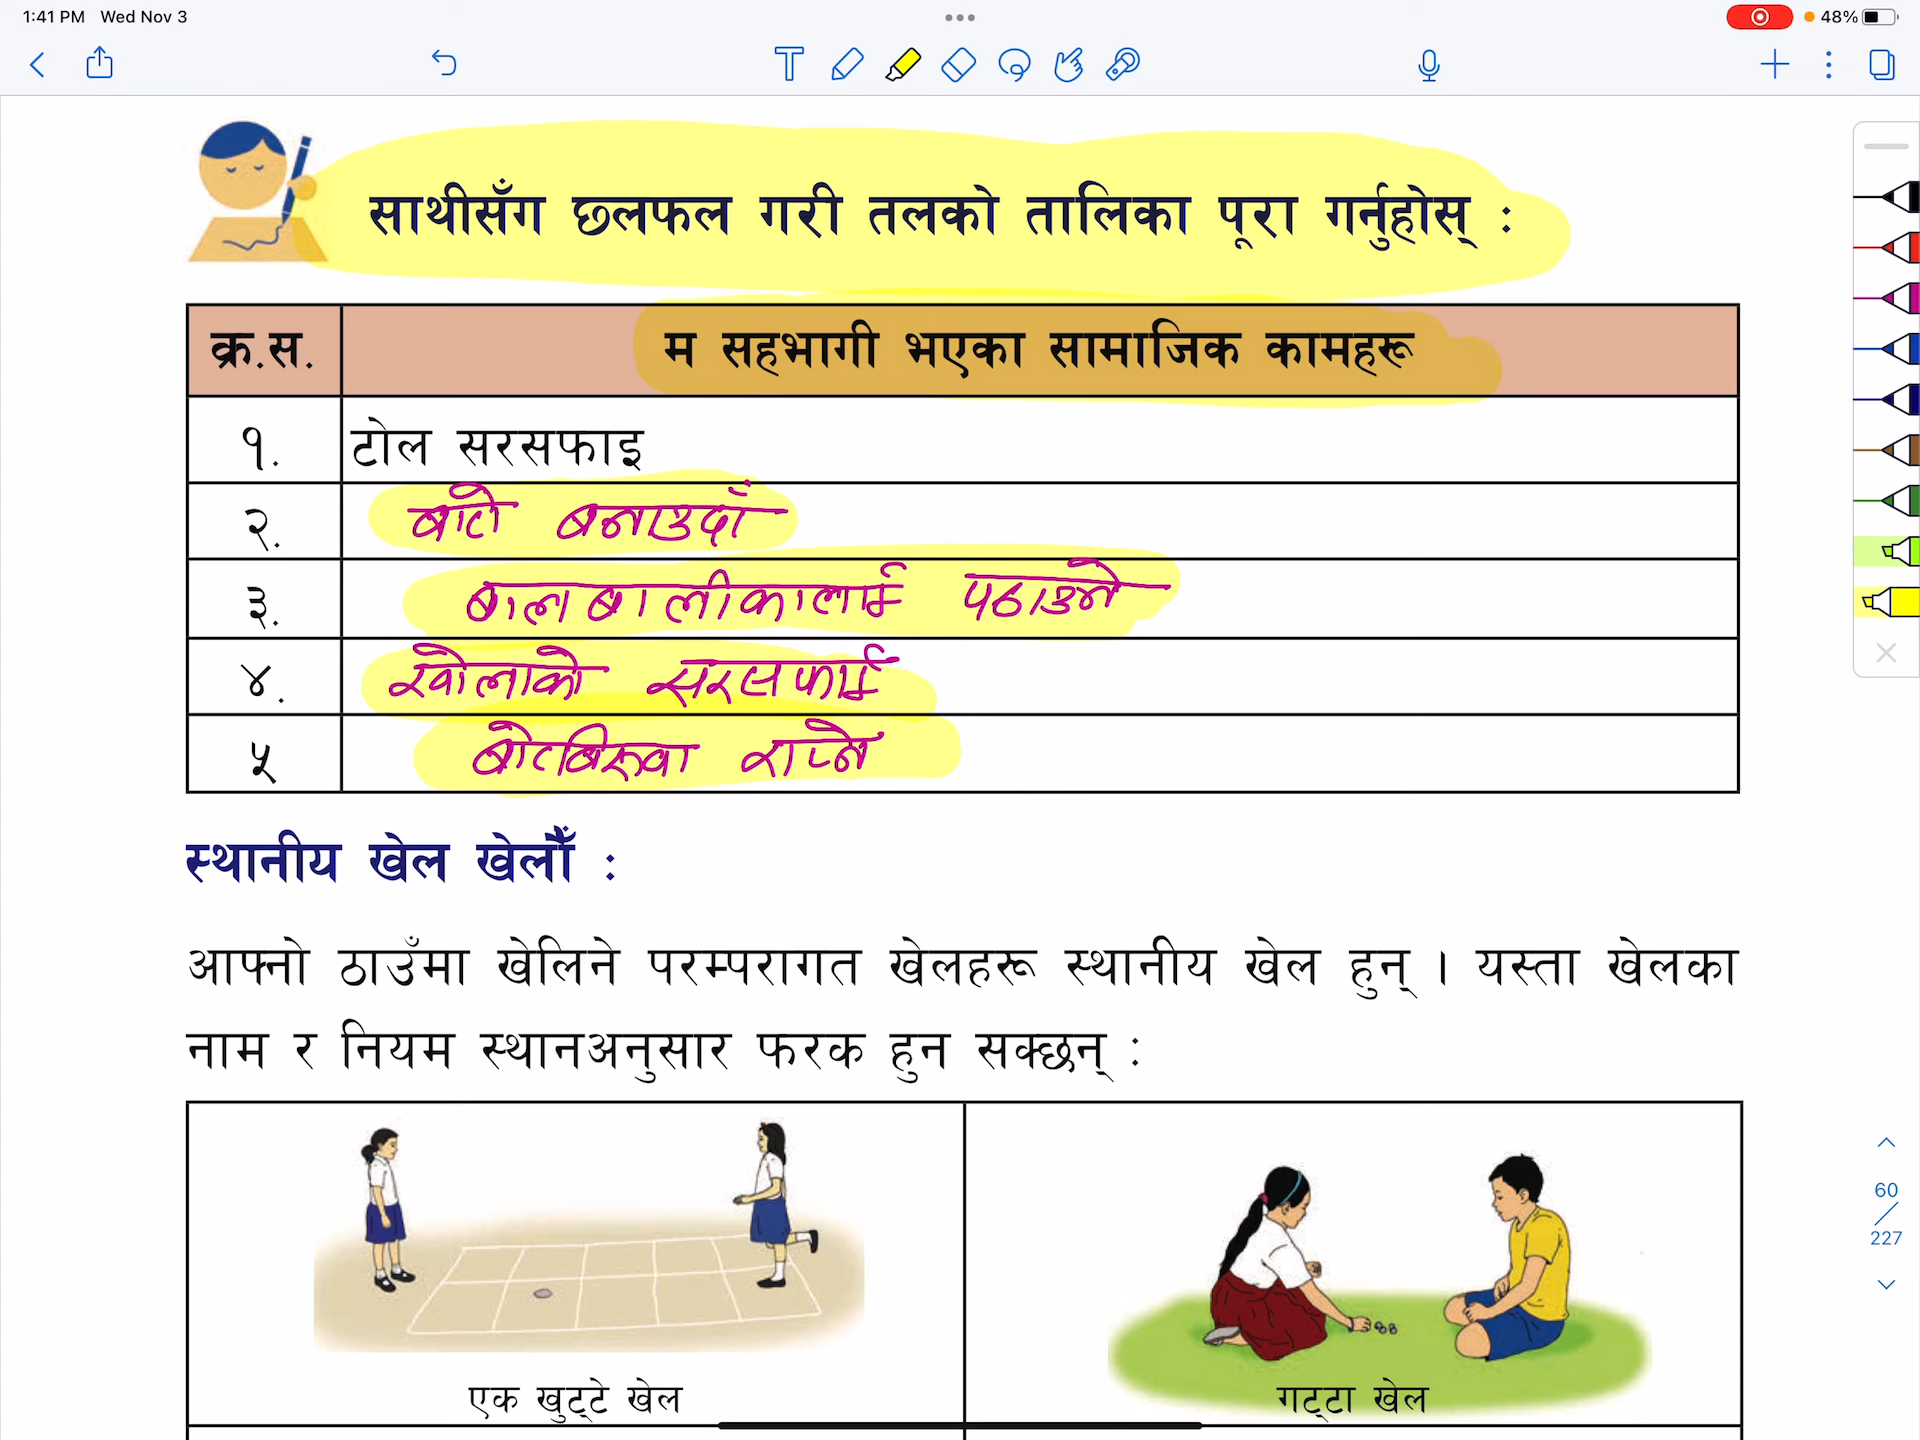 1:41 PM Wed Nov 3
48%
साथीसँग छलफल गरी तलको तालिका पूरा गर्नुहोस् :
क्र.स. म सहभागी भएका सामाजिक कामहरू
१. टोल सरसफाइ
२. बाटो बनाउदाँ
३. बालबालीकालाई पठाउने
४. खोलाको सरसफाई
५ बोटबिरुवा राप्ने
स्थानीय खेल खेलौँ :
आफ्नो ठाउँमा खेलिने परम्परागत खेलहरू स्थानीय खेल हुन् । यस्ता खेलका
नाम र नियम स्थानअनुसार फरक हुन सक्छन् :
एक खुट्टे खेल गट्टा खेल
60
/
227